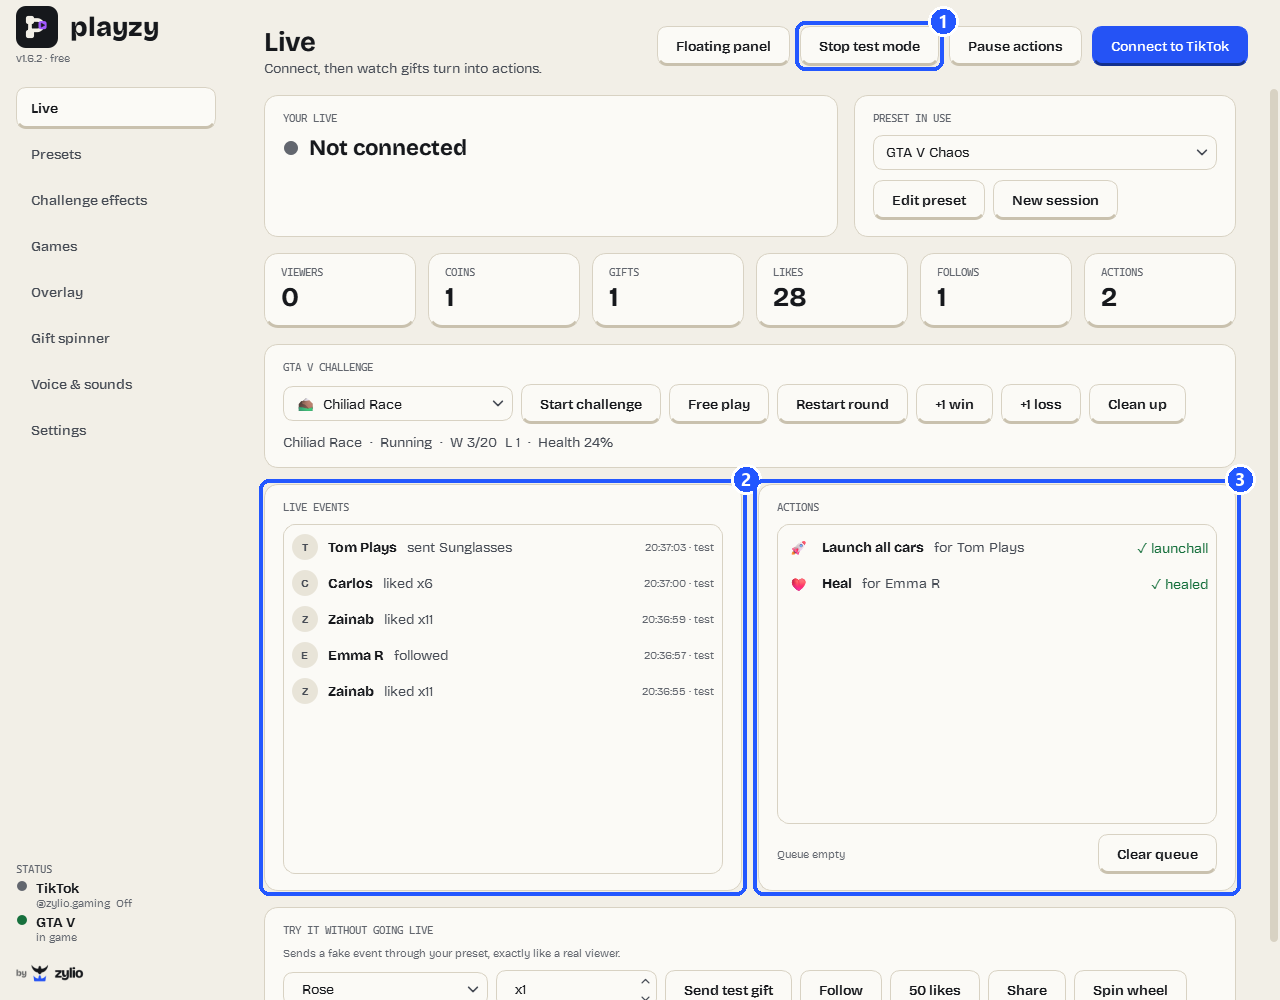 playzy
v1.6.2 · free
Live
Presets
Challenge effects
Games
Overlay
Gift spinner
Voice & sounds
Settings
STATUS
TikTok
@zylio.gaming Off
GTA V
in game
by zylio
Live
Connect, then watch gifts turn into actions.
Floating panel
Stop test mode
1
Pause actions
Connect to TikTok
YOUR LIVE
Not connected
PRESET IN USE
GTA V Chaos
Edit preset
New session
VIEWERS
0
COINS
1
GIFTS
1
LIKES
28
FOLLOWS
1
ACTIONS
2
GTA V CHALLENGE
Chiliad Race
Start challenge
Free play
Restart round
+1 win
+1 loss
Clean up
Chiliad Race · Running · W 3/20 L 1 · Health 24%
2
LIVE EVENTS
T Tom Plays sent Sunglasses 20:37:03 · test
C Carlos liked x6 20:37:00 · test
Z Zainab liked x11 20:36:59 · test
E Emma R followed 20:36:57 · test
Z Zainab liked x11 20:36:55 · test
3
ACTIONS
Launch all cars for Tom Plays ✓ launchall
Heal for Emma R ✓ healed
Queue empty
Clear queue
TRY IT WITHOUT GOING LIVE
Sends a fake event through your preset, exactly like a real viewer.
Rose
x1
Send test gift
Follow
50 likes
Share
Spin wheel